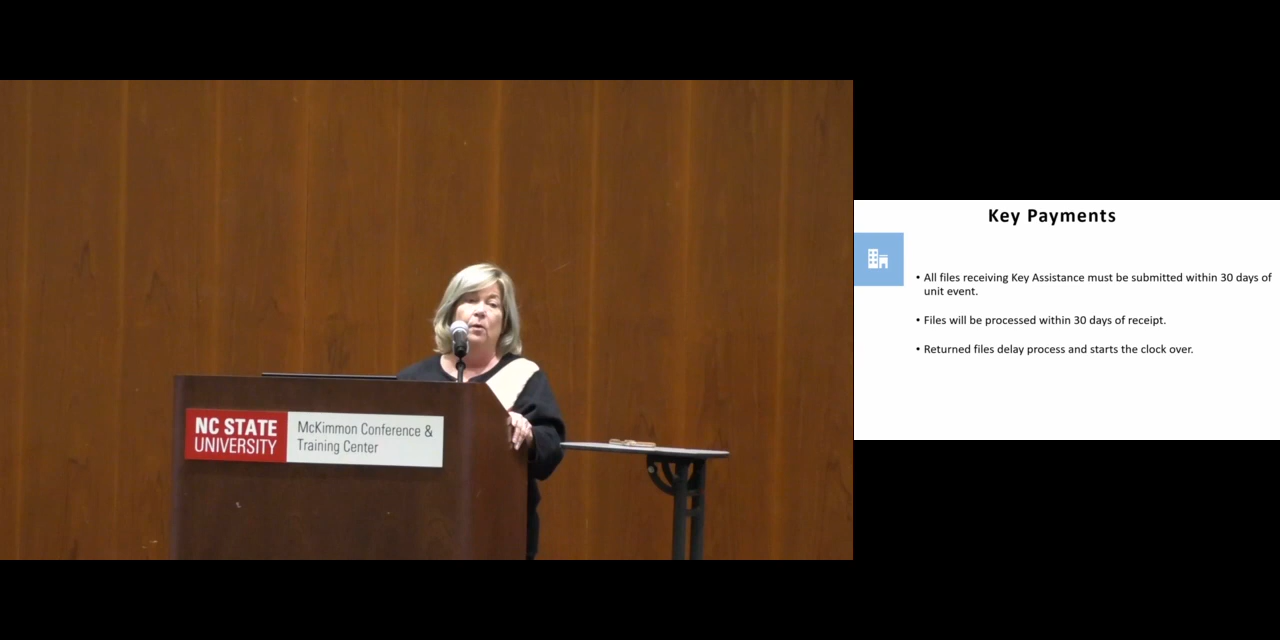 NC STATE
UNIVERSITY
McKimmon Conference &
Training Center
Key Payments
• All files receiving Key Assistance must be submitted within 30 days of
unit event.
• Files will be processed within 30 days of receipt.
• Returned files delay process and starts the clock over.